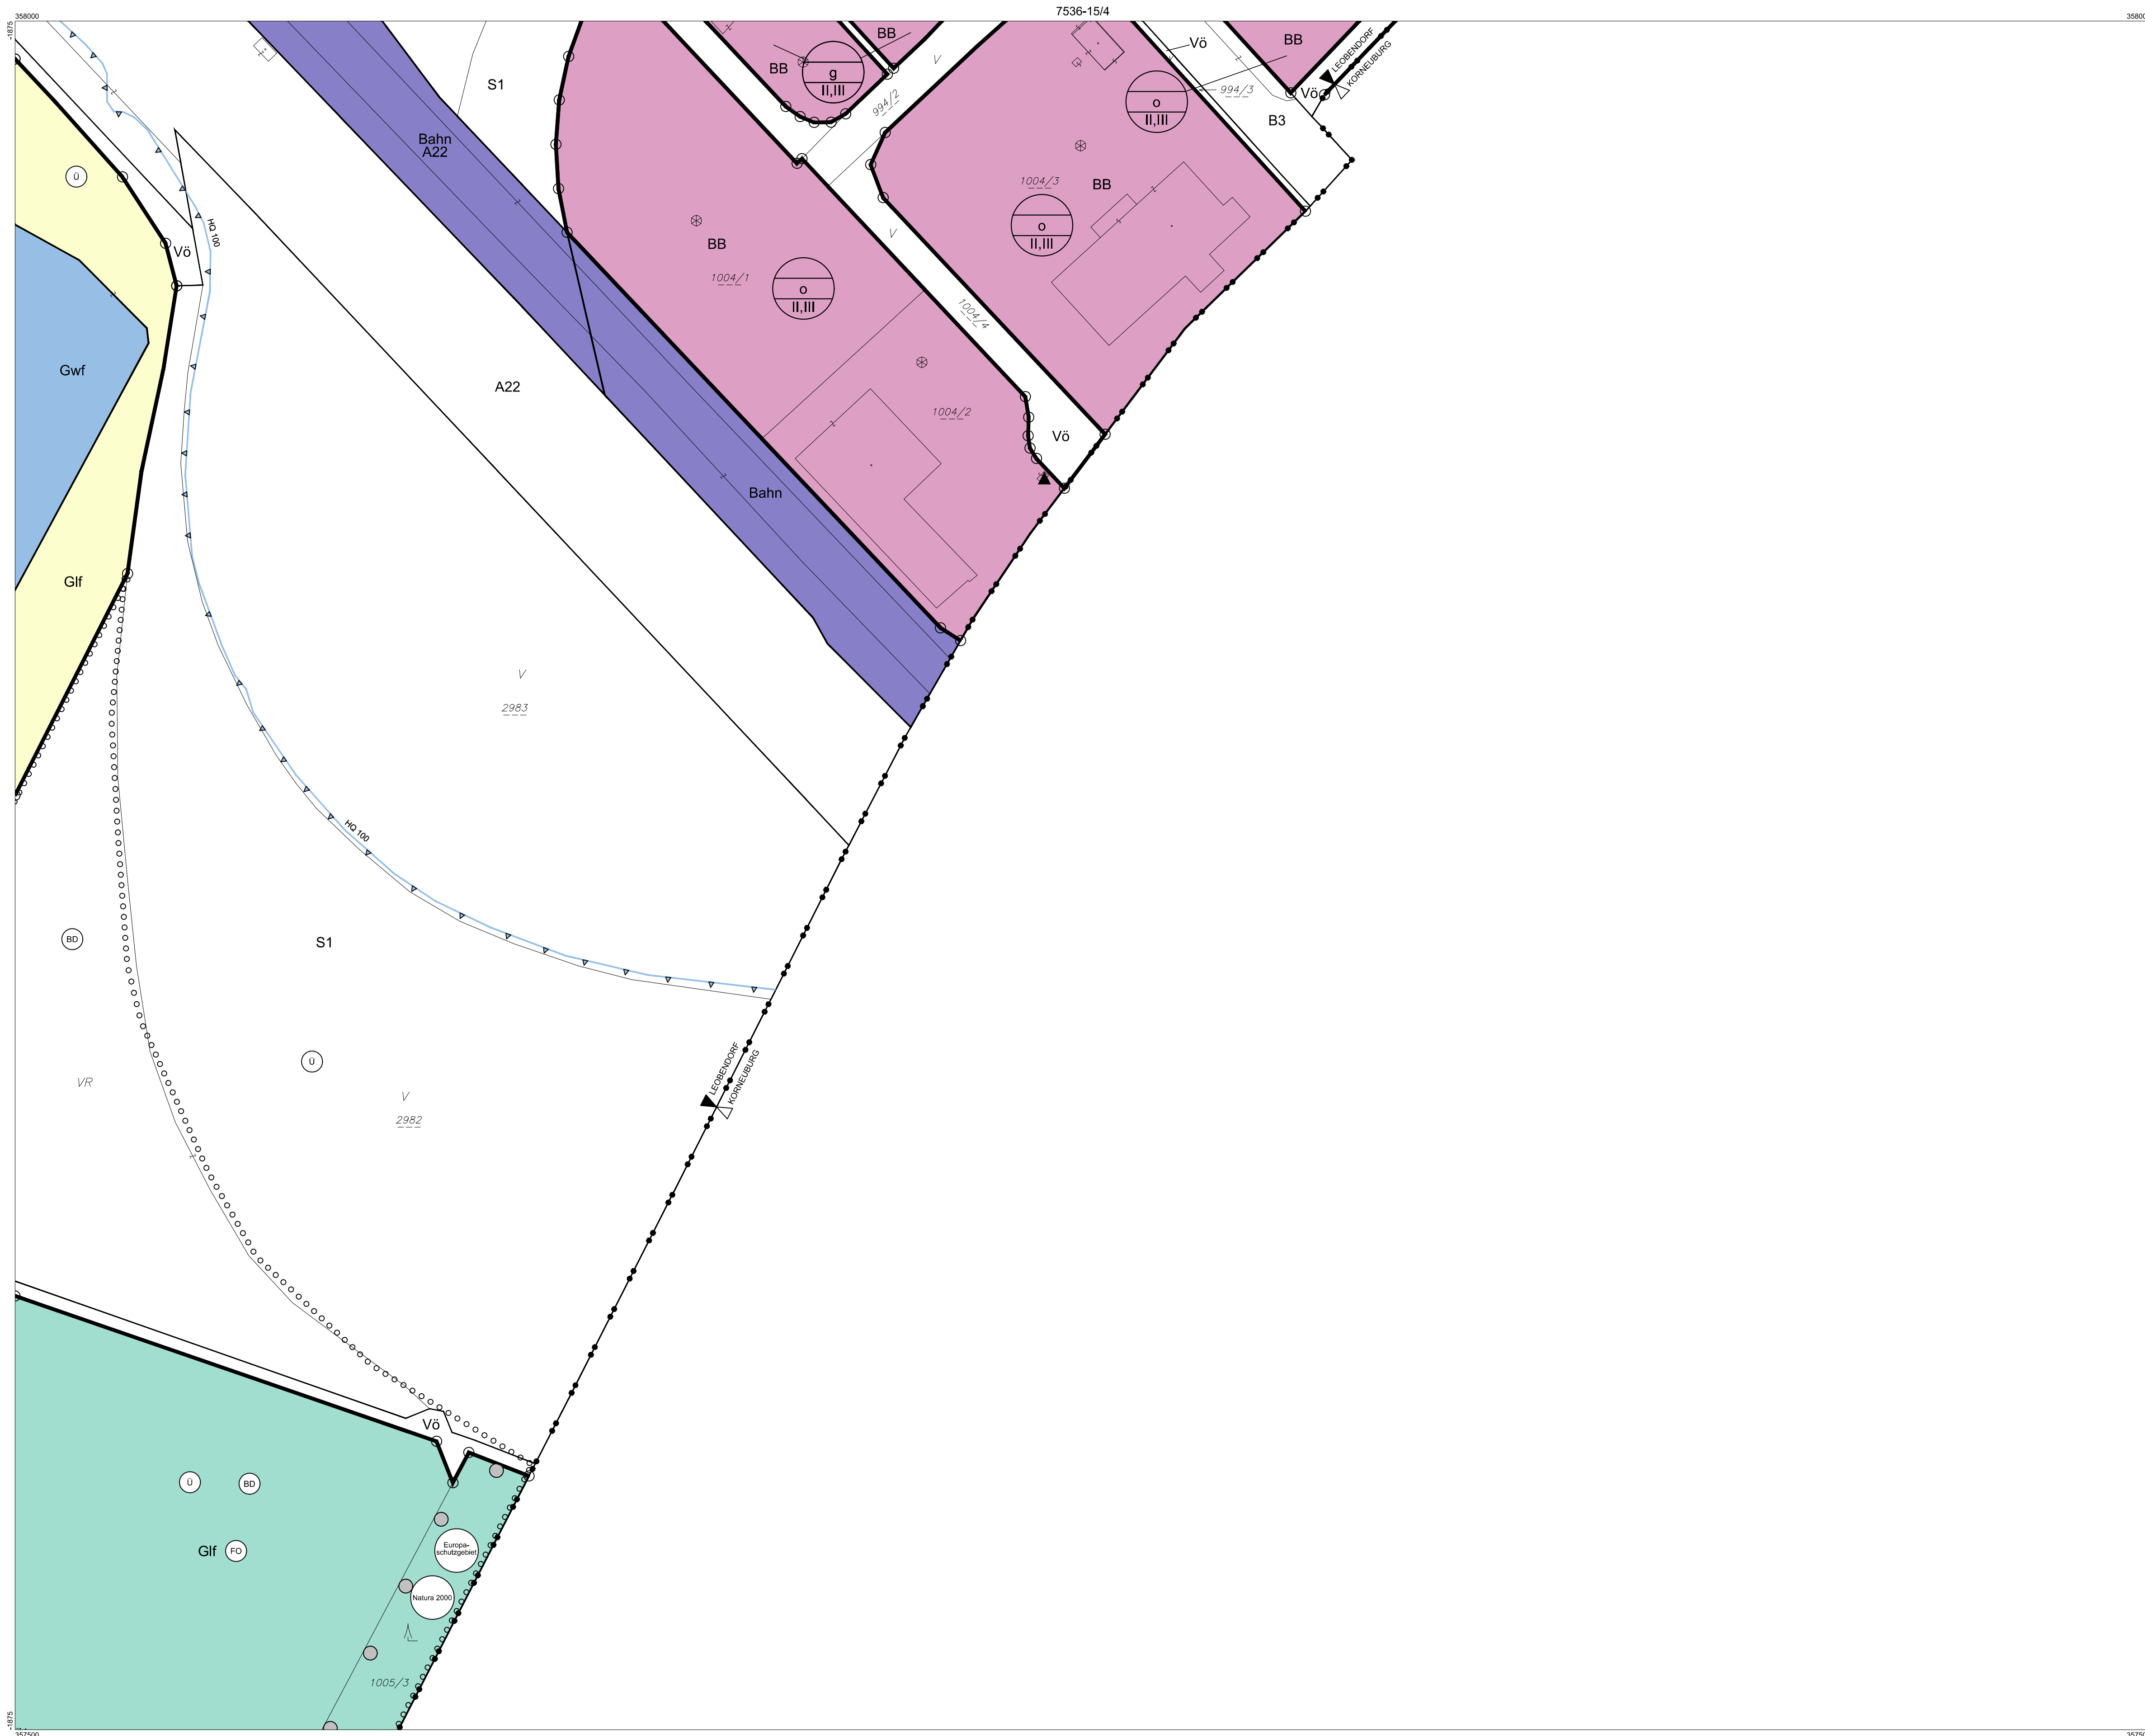 7536-15/4
358000
35800
-1875
BB
Vö
BB
LEOBENDORF
KORNEUBURG
BB
g
II,III
S1
V
994/2
994/3
Vö
o
II,III
B3
Bahn
A22
Ü
1004/3
BB
HQ 100
Vö
BB
o
II,III
V
1004/1
o
II,III
1004/4
Gwf
A22
1004/2
Vö
Bahn
Glf
V
2983
HQ 100
BD
S1
Ü
LEOBENDORF
KORNEUBURG
VR
V
2982
Vö
Ü
BD
Glf
FO
Europa-
schutzgebiet
Natura 2000
1005/3
-1875
357500